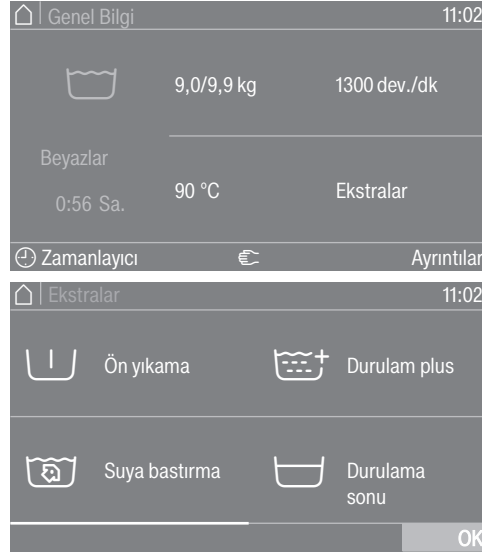 Genel Bilgi 11:02
9,0/9,9 kg 1300 dev./dk
Beyazlar
0:56 Sa.
90 °C Ekstralar
Zamanlayıcı Ayrıntılar
Ekstralar 11:02
Ön yıkama Durulam plus
Suya bastırma Durulama
sonu
OK